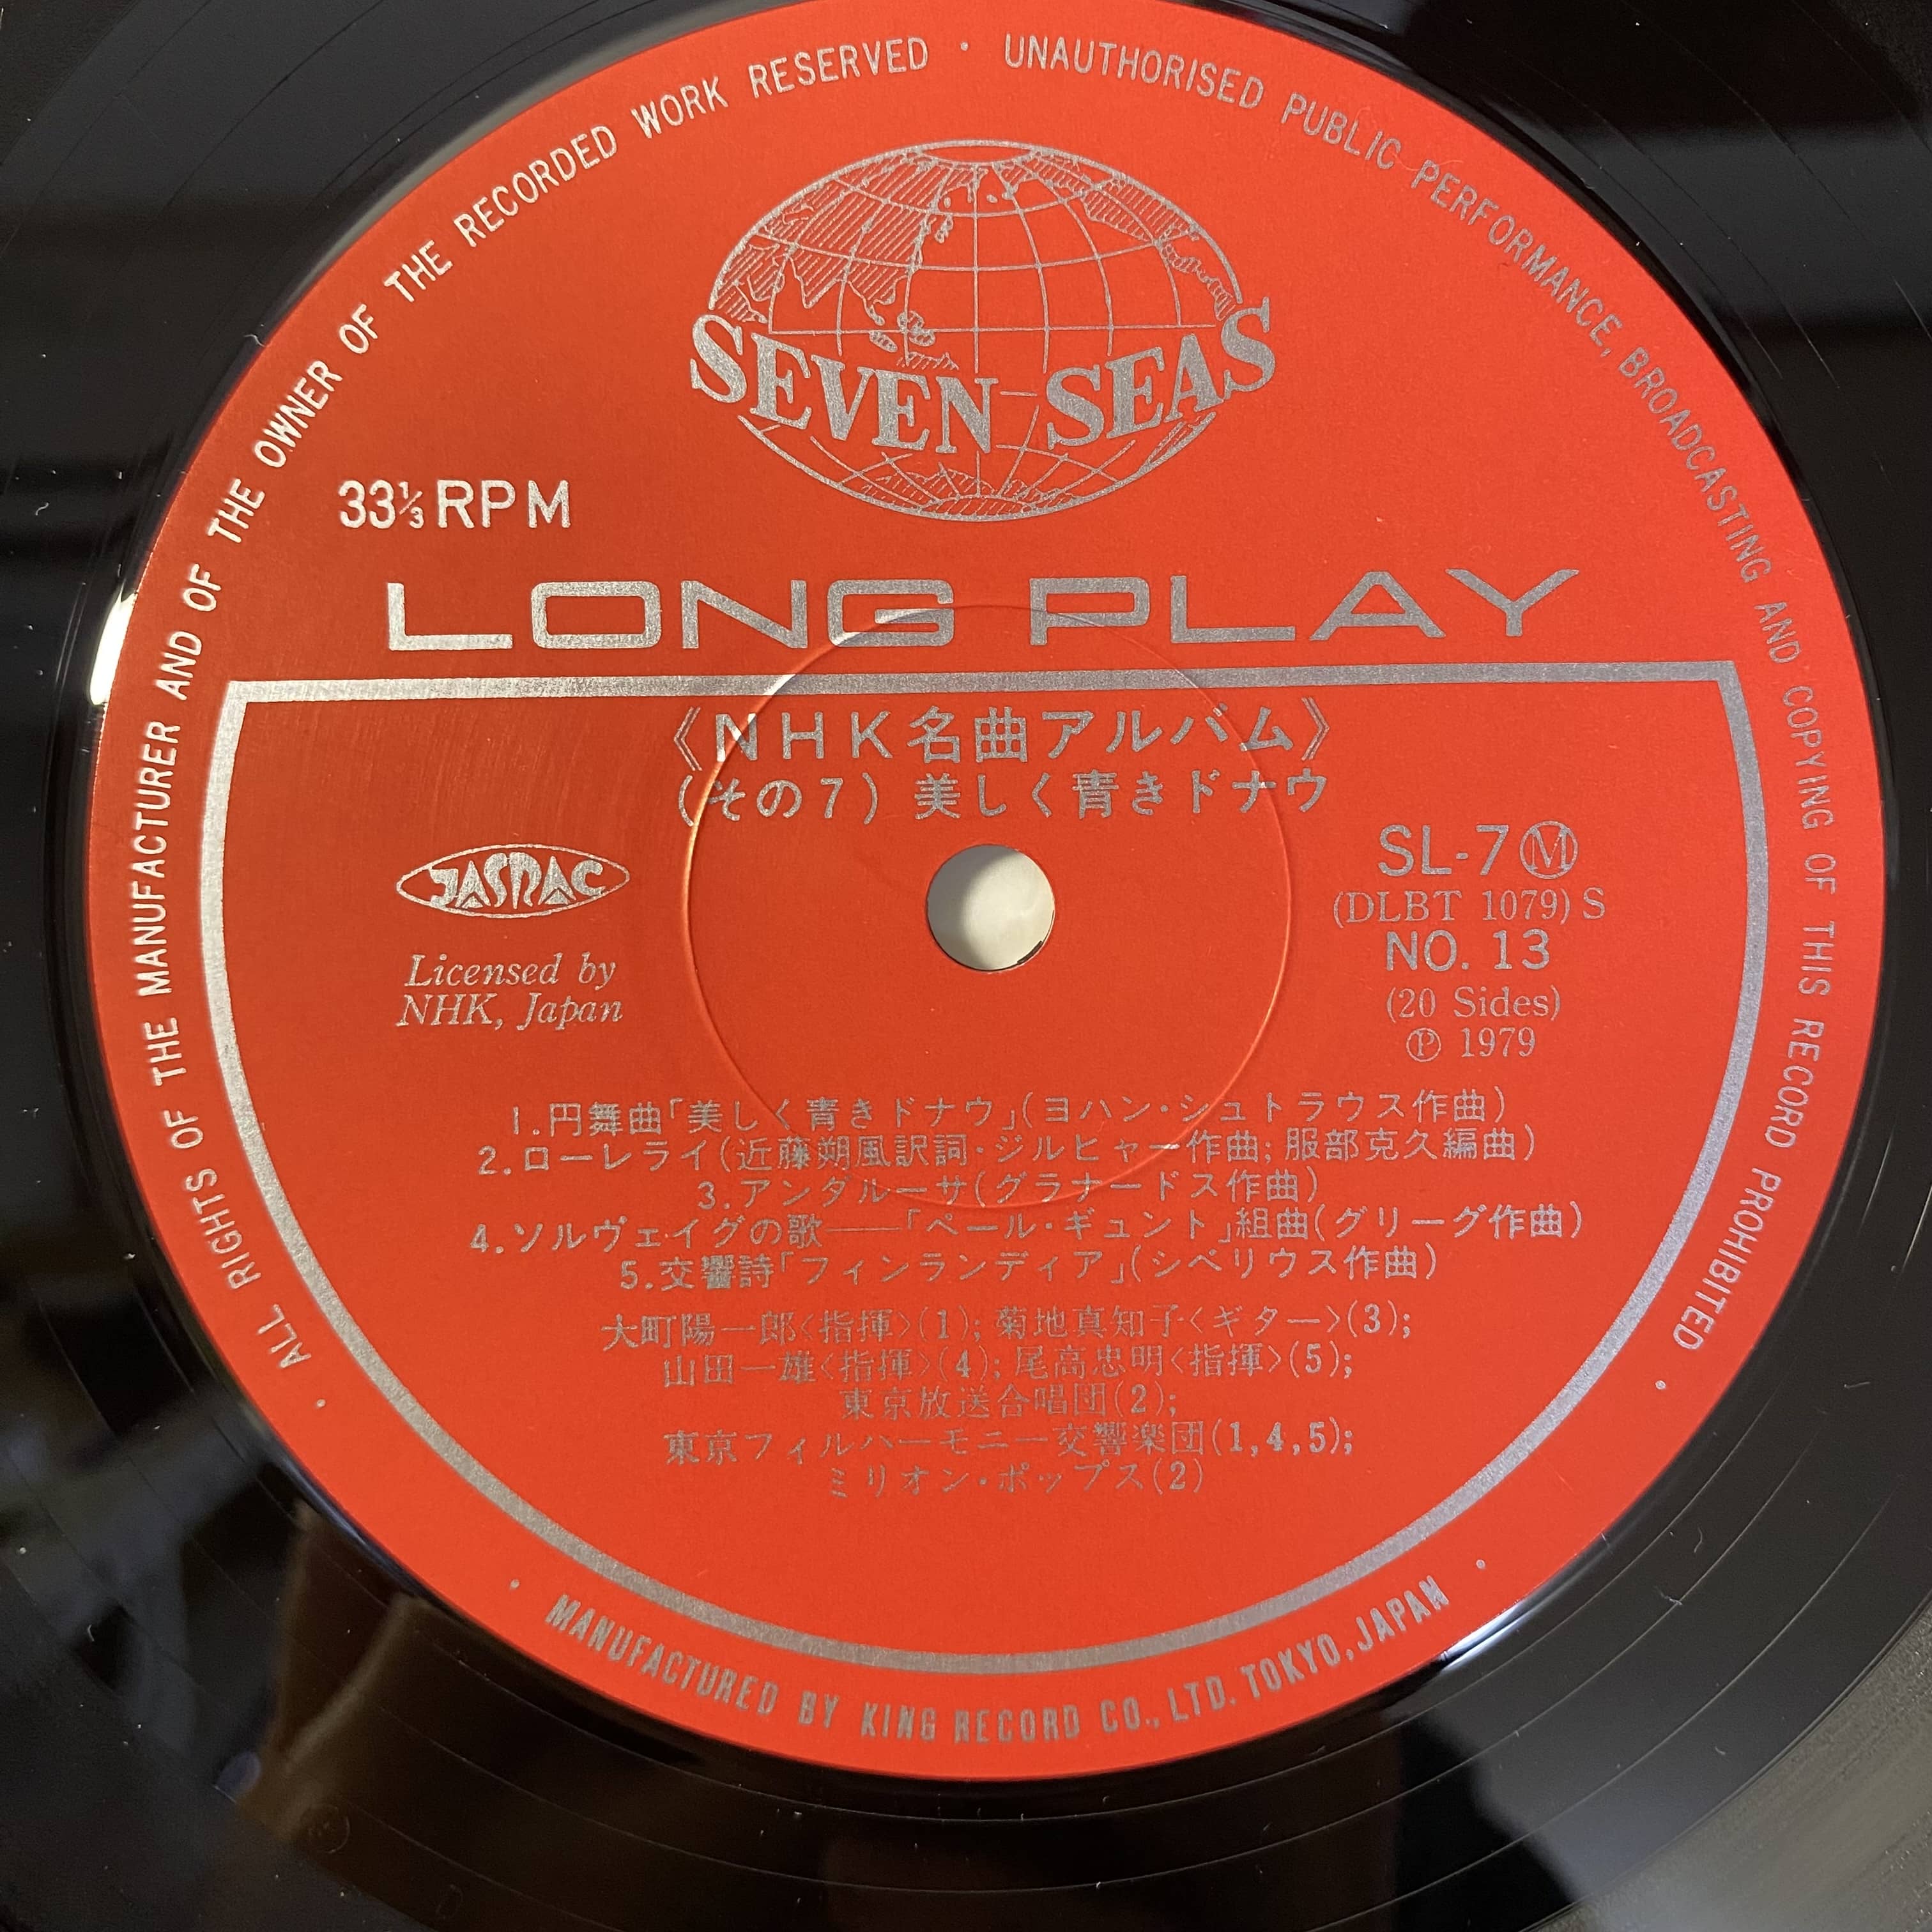 ALL RIGHTS OF THE MANUFACTURER AND OF THE OWNER OF THE RECORDED WORK RESERVED • UNAUTHORISED PUBLIC PERFORMANCE, BROADCASTING AND COPYING OF THIS RECORD PROHIBITED
SEVEN SEAS
33⅓ RPM
LONG PLAY
《NHK名曲アルバム》
(その7) 美しく青きドナウ
JASRAC
Licensed by
NHK, Japan
SL-7 Ⓜ
(DLBT 1079) S
NO. 13
(20 Sides)
Ⓟ 1979
1.円舞曲「美しく青きドナウ」(ヨハン・シュトラウス作曲)
2.ローレライ(近藤朔風訳詞・ジルヒャー作曲; 服部克久編曲)
3.アンダルーサ(グラナードス作曲)
4.ソルヴェイグの歌――「ペール・ギュント」組曲(グリーグ作曲)
5.交響詩「フィンランディア」(シベリウス作曲)
大町陽一郎<指揮>(1); 菊地真知子<ギター>(3);
山田一雄<指揮>(4); 尾高忠明<指揮>(5);
東京放送合唱団(2);
東京フィルハーモニー交響楽団(1,4,5);
ミリオン・ポップス(2)
• MANUFACTURED BY KING RECORD CO., LTD. TOKYO, JAPAN •